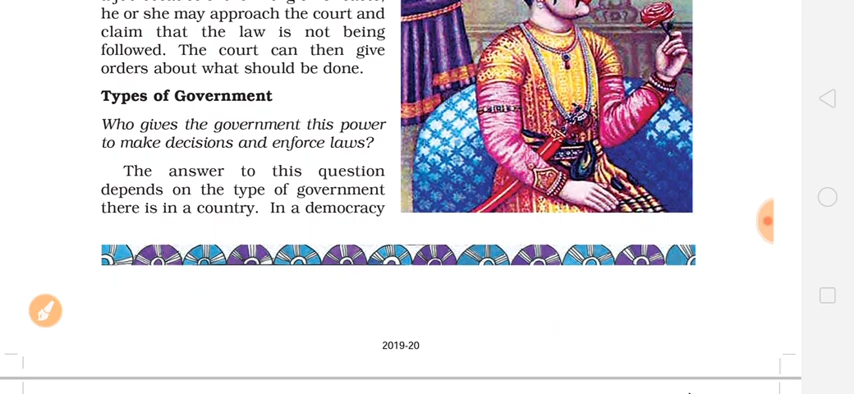 he or she may approach the court and
claim that the law is not being
followed. The court can then give
orders about what should be done.
Types of Government
Who gives the government this power
to make decisions and enforce laws?
The answer to this question
depends on the type of government
there is in a country. In a democracy
2019-20